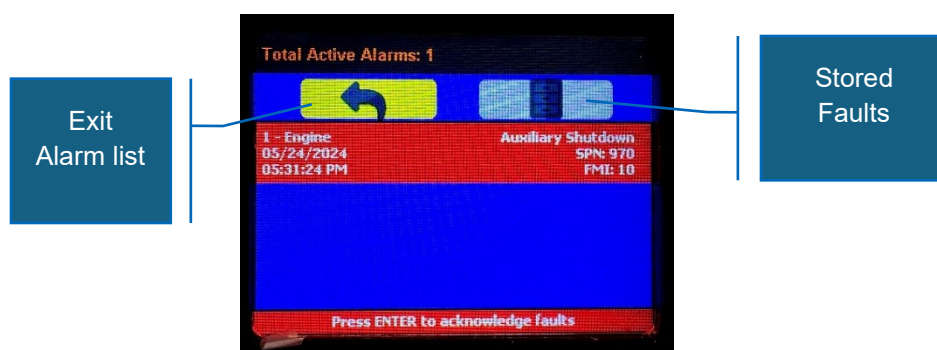 Total Active Alarms: 1
Exit
Alarm list
Stored
Faults
1 - Engine
Auxiliary Shutdown
05/24/2024
SPN: 970
05:31:24 PM
FMI: 10
Press ENTER to acknowledge faults